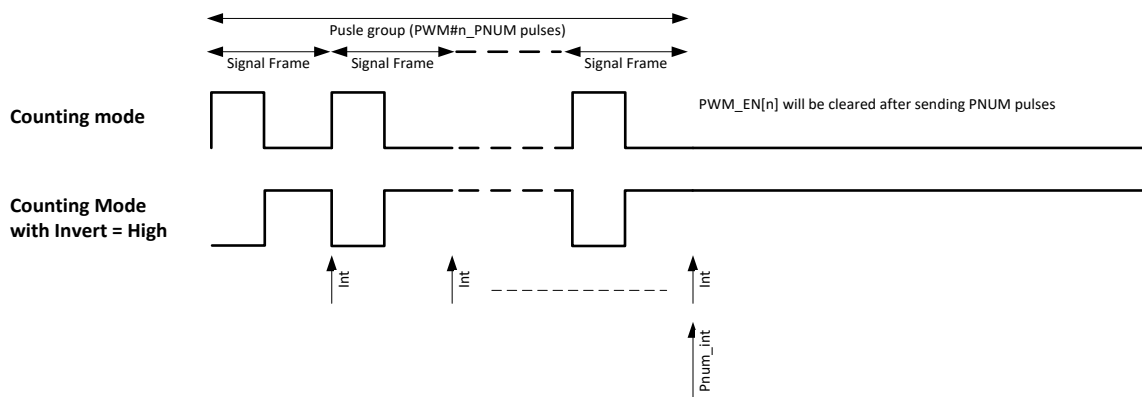 Pusle group (PWM#n_PNUM pulses)
Signal Frame
Signal Frame
Signal Frame
Counting mode
PWM_EN[n] will be cleared after sending PNUM pulses
Counting Mode
with Invert = High
Int
Int
Int
Pnum_int